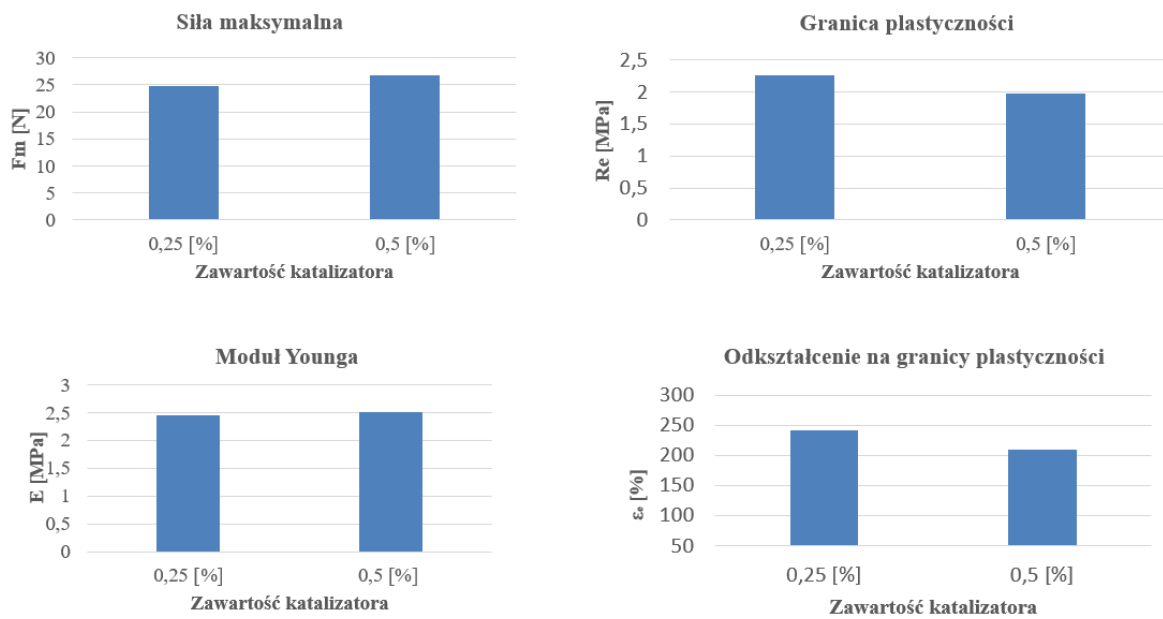 Siła maksymalna
30
25
20
15
10
5
0
Fm [N]
0,25 [%]
0,5 [%]
Zawartość katalizatora
Granica plastyczności
2,5
2
1,5
1
0,5
0
Re [MPa]
0,25 [%]
0,5 [%]
Zawartość katalizatora
Moduł Younga
3
2,5
2
1,5
1
0,5
0
E [MPa]
0,25 [%]
0,5 [%]
Zawartość katalizatora
Odkształcenie na granicy plastyczności
300
250
200
150
100
50
εₑ [%]
0,25 [%]
0,5 [%]
Zawartość katalizatora